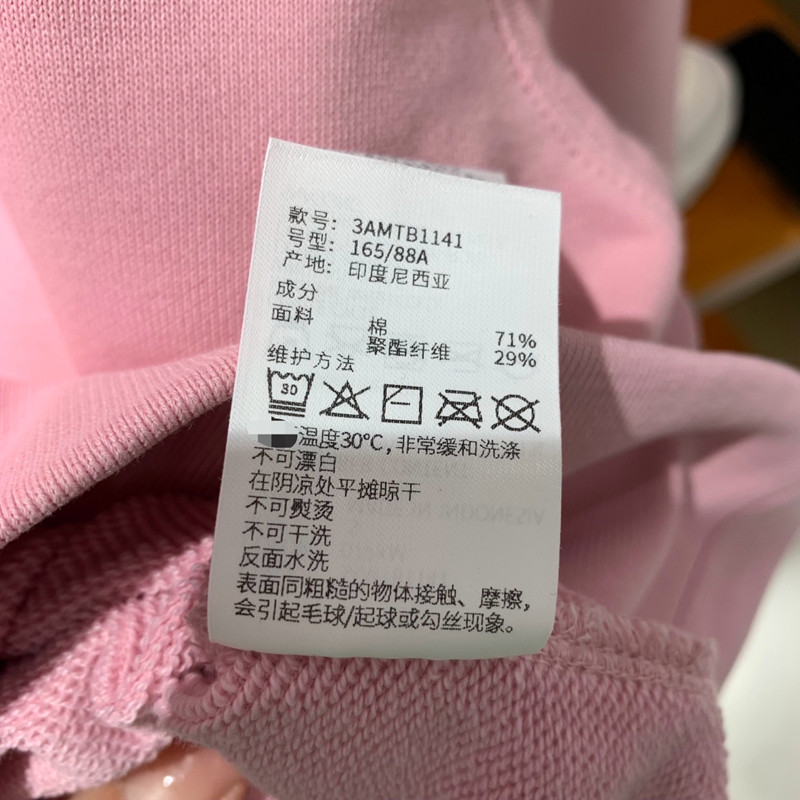 款号: 3AMTB1141
号型: 165/88A
产地: 印度尼西亚
成分
面料 棉 71%
聚酯纤维 29%
维护方法
30
温度30°C,非常缓和洗涤
不可漂白
在阴凉处平摊晾干
不可熨烫
不可干洗
反面水洗
表面同粗糙的物体接触、摩擦,
会引起毛球/起球或勾丝现象。